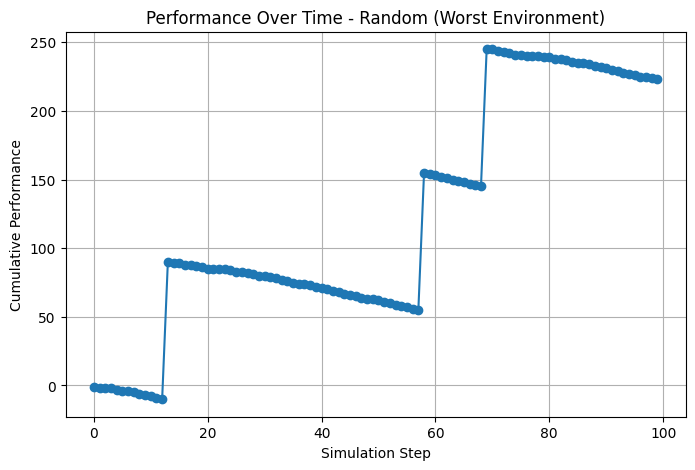 Performance Over Time - Random (Worst Environment)
250
200
150
100
50
0
Cumulative Performance
0 20 40 60 80 100
Simulation Step